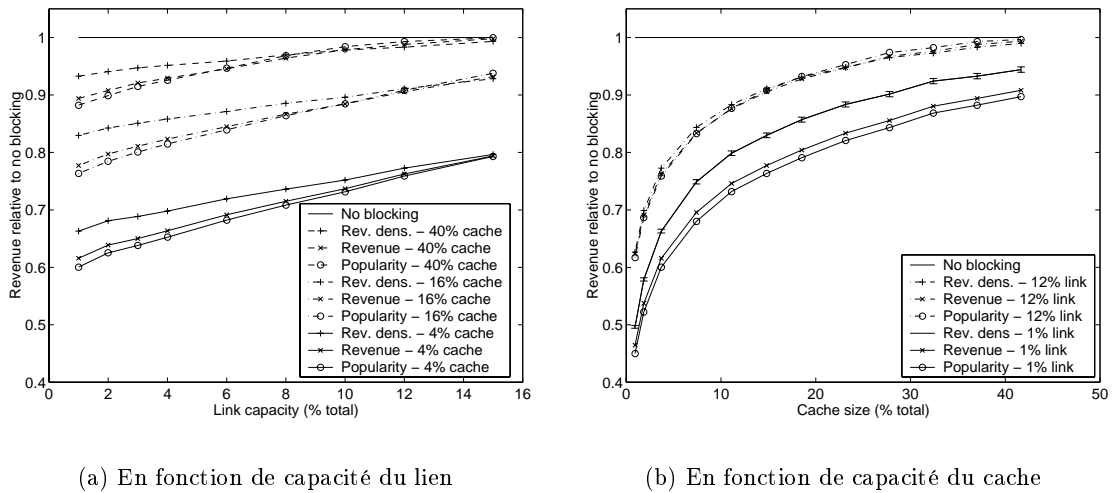 1
0.9
0.8
0.7
0.6
0.5
0.4
Revenue relative to no blocking
No blocking
Rev. dens. – 40% cache
Revenue – 40% cache
Popularity – 40% cache
Rev. dens. – 16% cache
Revenue – 16% cache
Popularity – 16% cache
Rev. dens. – 4% cache
Revenue – 4% cache
Popularity – 4% cache
0 2 4 6 8 10 12 14 16
Link capacity (% total)
(a) En fonction de capacité du lien
1
0.9
0.8
0.7
0.6
0.5
0.4
Revenue relative to no blocking
No blocking
Rev. dens. – 12% link
Revenue – 12% link
Popularity – 12% link
Rev. dens – 1% link
Revenue – 1% link
Popularity – 1% link
0 10 20 30 40 50
Cache size (% total)
(b) En fonction de capacité du cache